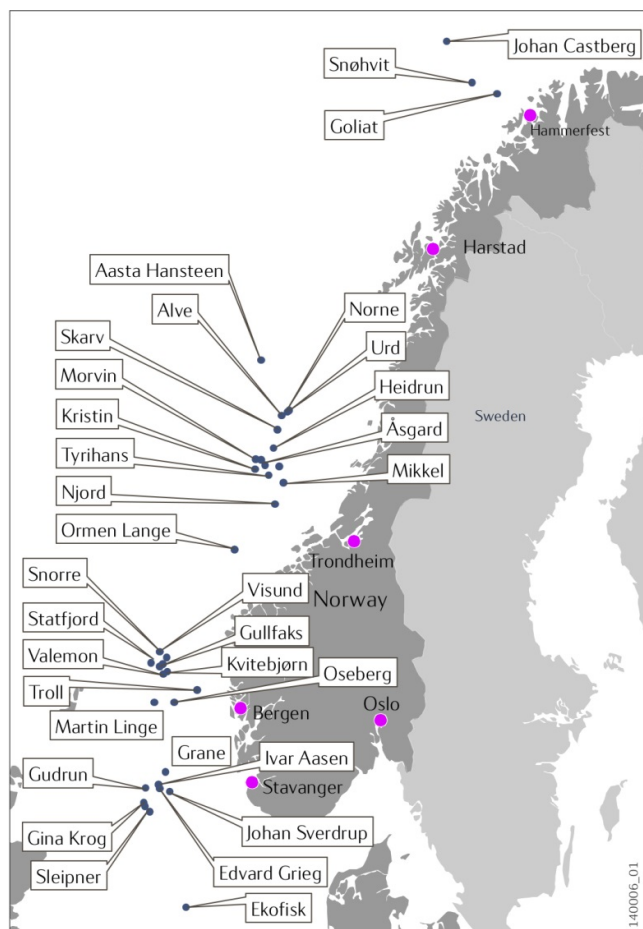 Johan Castberg
Snøhvit
Goliat
Hammerfest
Harstad
Aasta Hansteen
Alve
Norne
Skarv
Urd
Morvin
Heidrun
Kristin
Åsgard
Sweden
Tyrihans
Mikkel
Njord
Ormen Lange
Trondheim
Snorre
Visund
Norway
Statfjord
Gullfaks
Valemon
Kvitebjørn
Oseberg
Troll
Oslo
Bergen
Martin Linge
Grane
Ivar Aasen
Gudrun
Stavanger
Johan Sverdrup
Gina Krog
Edvard Grieg
Sleipner
Ekofisk
140006_01